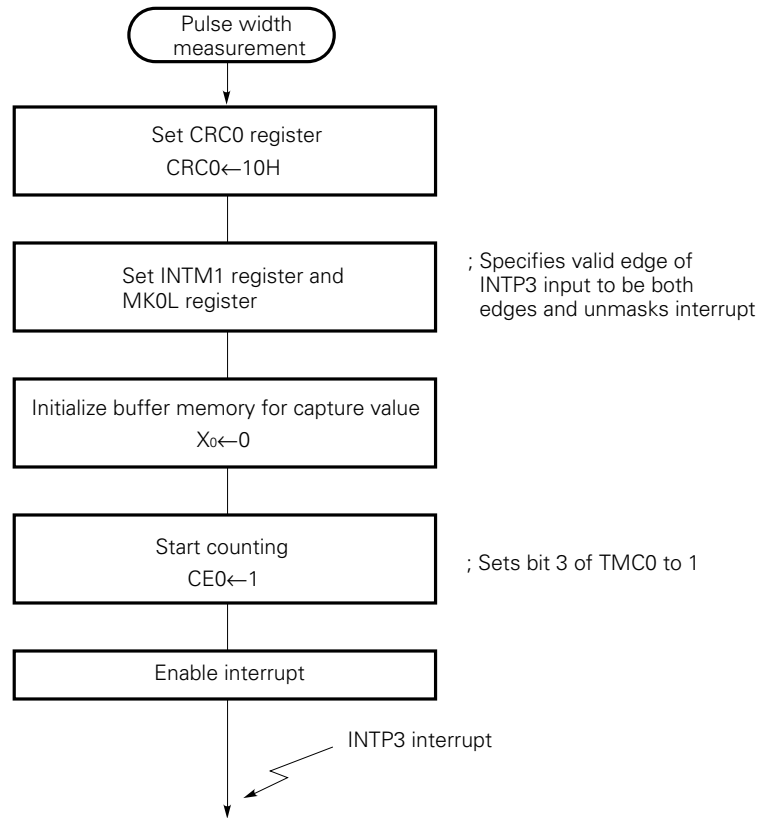 Pulse width
measurement
Set CRC0 register
CRC0←10H
Set INTM1 register and
MK0L register
; Specifies valid edge of
INTP3 input to be both
edges and unmasks interrupt
Initialize buffer memory for capture value
X₀←0
Start counting
CE0←1
; Sets bit 3 of TMC0 to 1
Enable interrupt
INTP3 interrupt